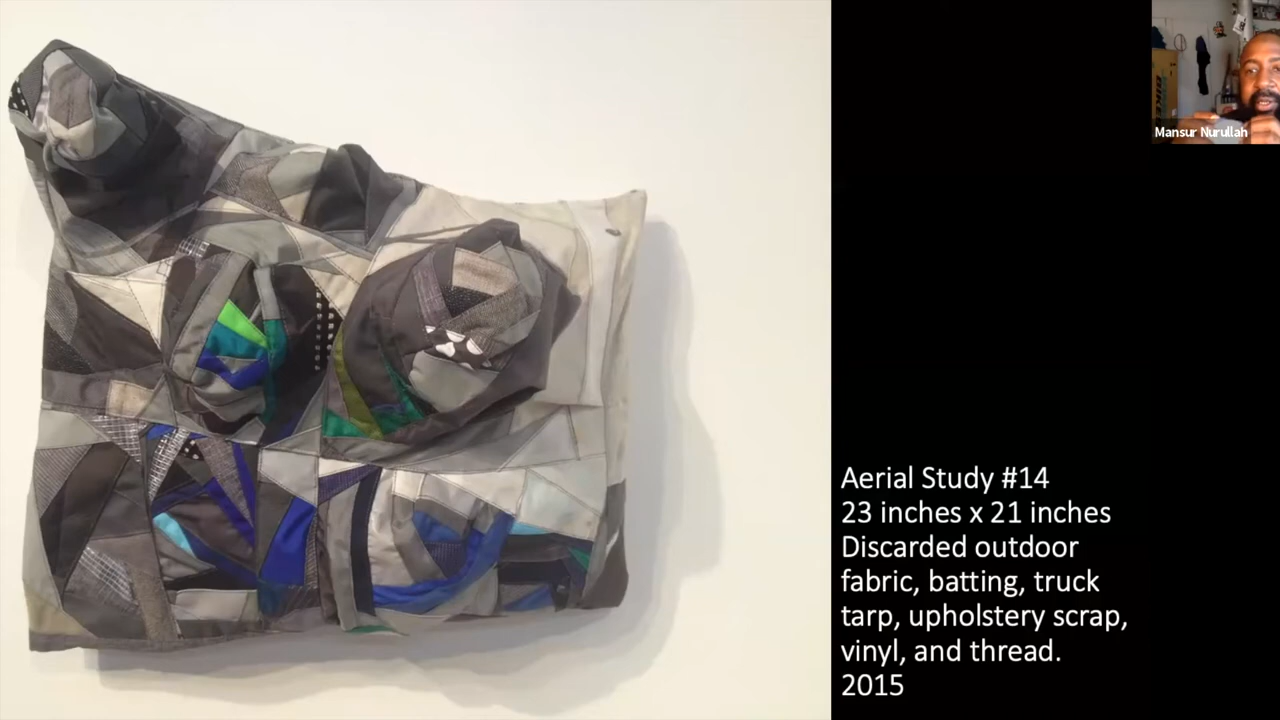 Mansur Nurullah
Aerial Study #14
23 inches x 21 inches
Discarded outdoor
fabric, batting, truck
tarp, upholstery scrap,
vinyl, and thread.
2015